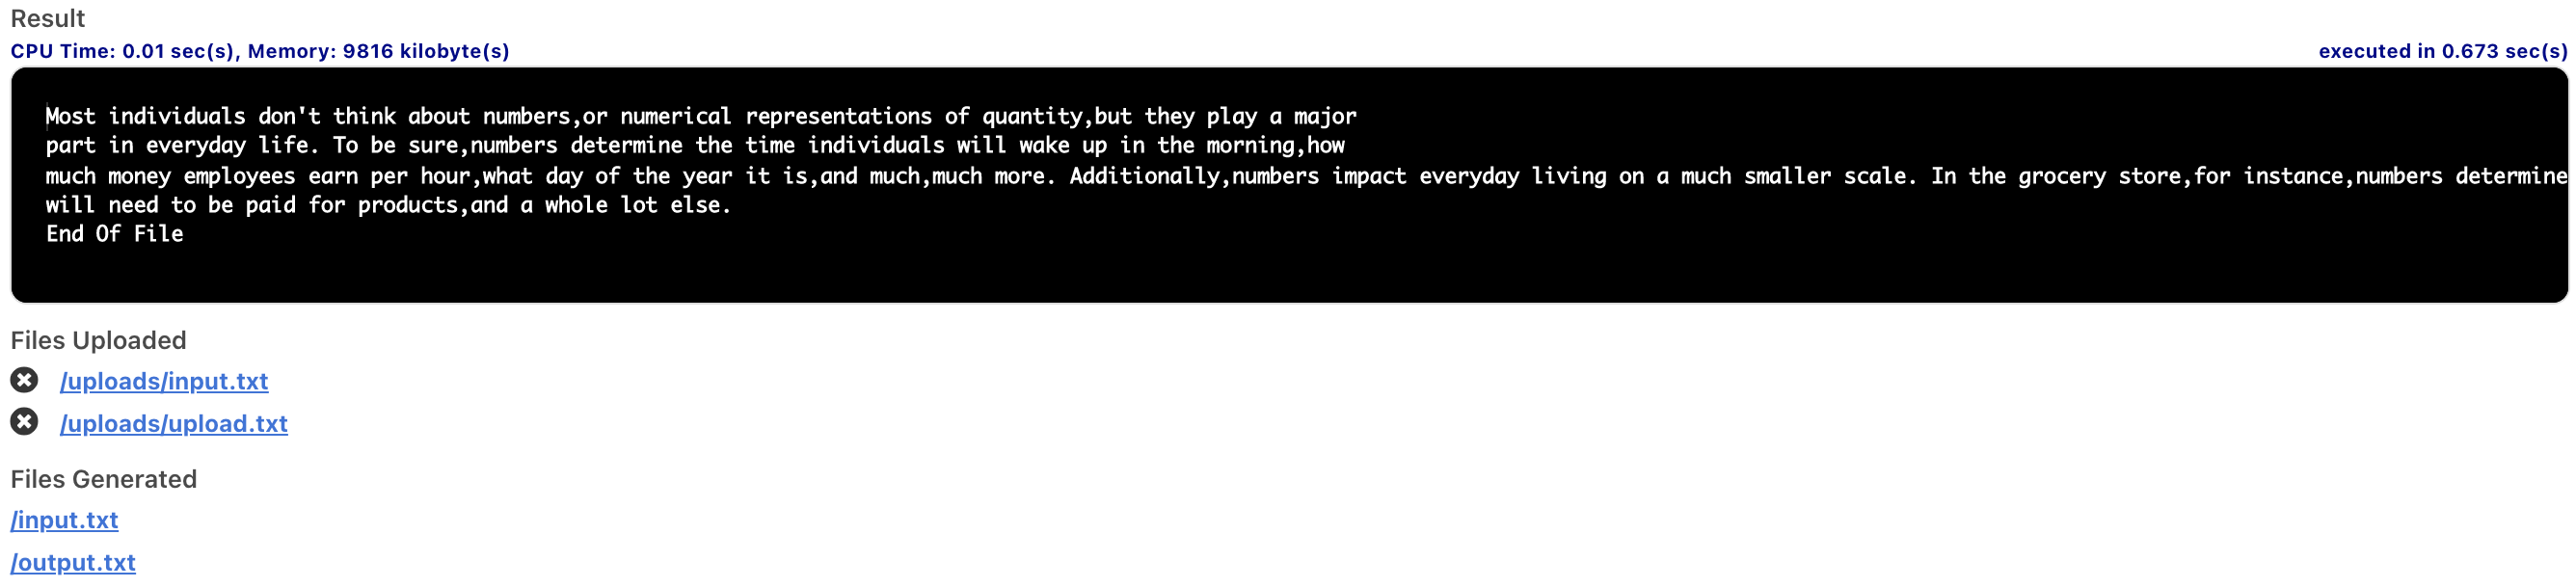 Result
CPU Time: 0.01 sec(s), Memory: 9816 kilobyte(s)
executed in 0.673 sec(s)
Most individuals don't think about numbers,or numerical representations of quantity,but they play a major
part in everyday life. To be sure,numbers determine the time individuals will wake up in the morning,how
much money employees earn per hour,what day of the year it is,and much,much more. Additionally,numbers impact everyday living on a much smaller scale. In the grocery store,for instance,numbers determine
will need to be paid for products,and a whole lot else.
End Of File
Files Uploaded
/uploads/input.txt
/uploads/upload.txt
Files Generated
/input.txt
/output.txt